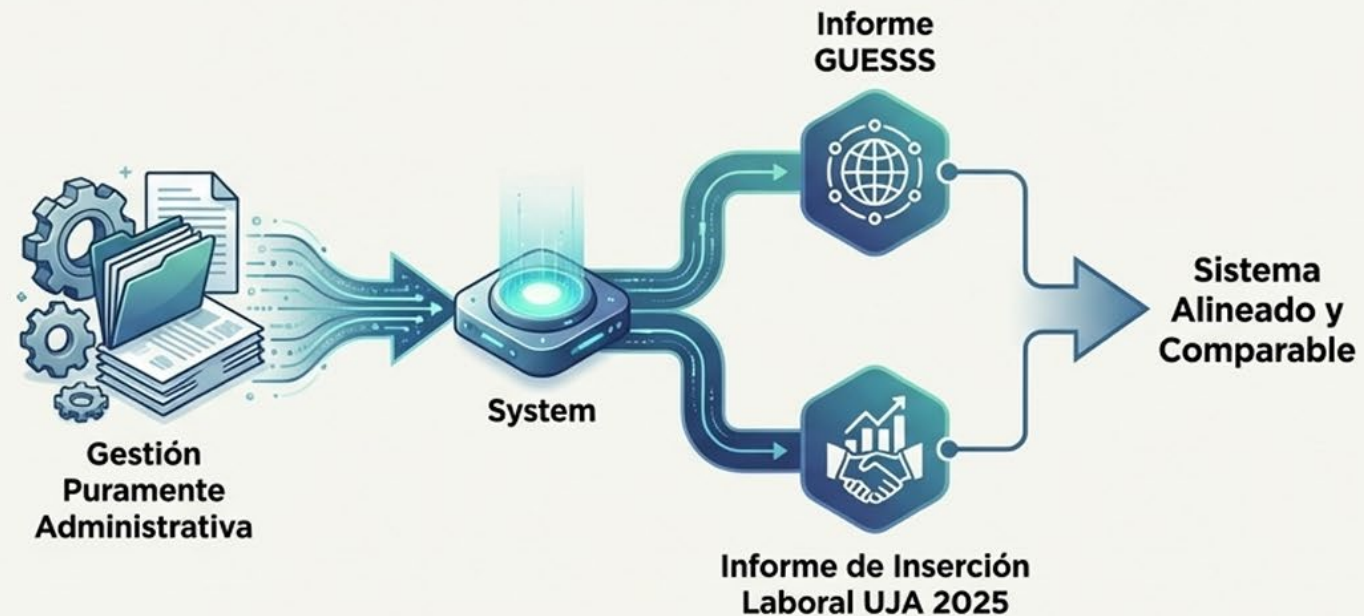 Informe
GUESSS
Gestión
Puramente
Administrativa
System
Informe de Inserción
Laboral UJA 2025
Sistema
Alineado y
Comparable